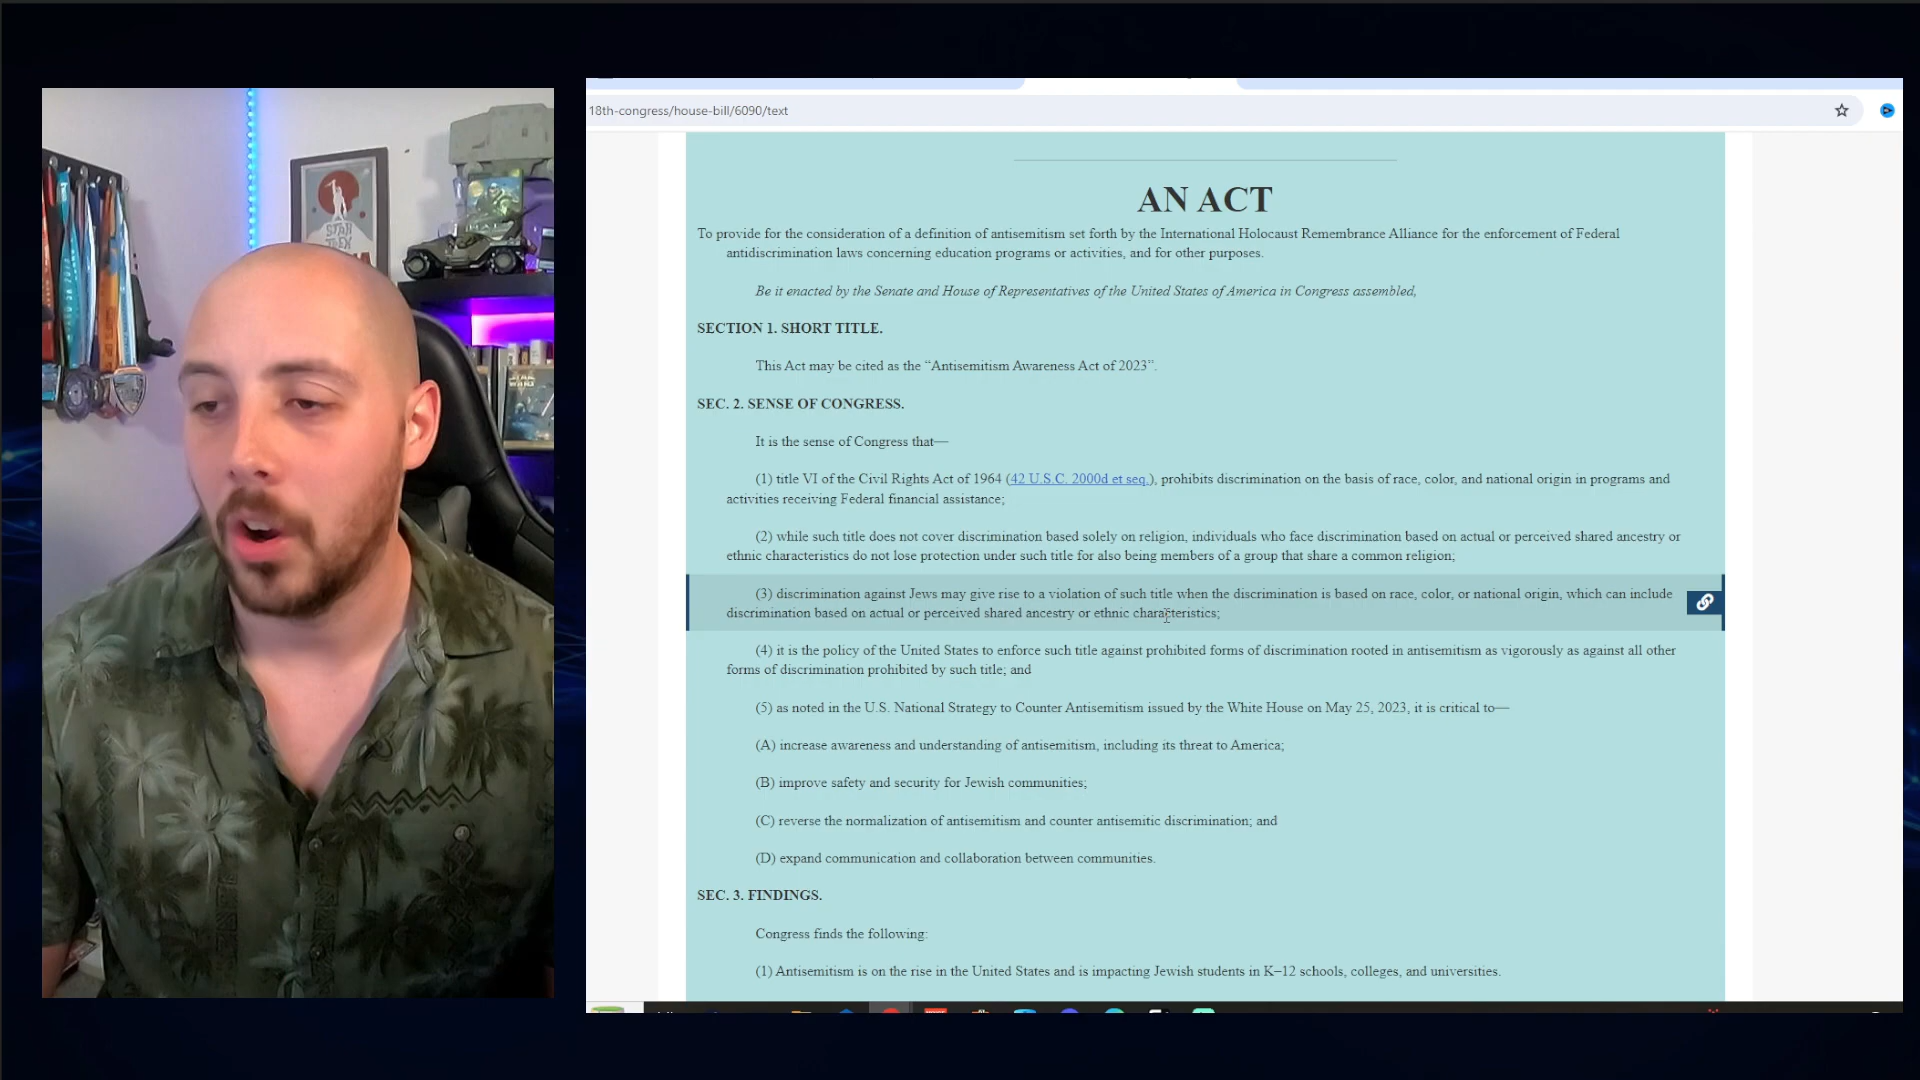 18th-congress/house-bill/6090/text
AN ACT
To provide for the consideration of a definition of antisemitism set forth by the International Holocaust Remembrance Alliance for the enforcement of Federal
antidiscrimination laws concerning education programs or activities, and for other purposes.
Be it enacted by the Senate and House of Representatives of the United States of America in Congress assembled,
SECTION 1. SHORT TITLE.
This Act may be cited as the “Antisemitism Awareness Act of 2023”.
SEC. 2. SENSE OF CONGRESS.
It is the sense of Congress that—
(1) title VI of the Civil Rights Act of 1964 (42 U.S.C. 2000d et seq.), prohibits discrimination on the basis of race, color, and national origin in programs and
activities receiving Federal financial assistance;
(2) while such title does not cover discrimination based solely on religion, individuals who face discrimination based on actual or perceived shared ancestry or
ethnic characteristics do not lose protection under such title for also being members of a group that share a common religion;
(3) discrimination against Jews may give rise to a violation of such title when the discrimination is based on race, color, or national origin, which can include
discrimination based on actual or perceived shared ancestry or ethnic characteristics;
(4) it is the policy of the United States to enforce such title against prohibited forms of discrimination rooted in antisemitism as vigorously as against all other
forms of discrimination prohibited by such title; and
(5) as noted in the U.S. National Strategy to Counter Antisemitism issued by the White House on May 25, 2023, it is critical to—
(A) increase awareness and understanding of antisemitism, including its threat to America;
(B) improve safety and security for Jewish communities;
(C) reverse the normalization of antisemitism and counter antisemitic discrimination; and
(D) expand communication and collaboration between communities.
SEC. 3. FINDINGS.
Congress finds the following:
(1) Antisemitism is on the rise in the United States and is impacting Jewish students in K–12 schools, colleges, and universities.
STAR
WARS